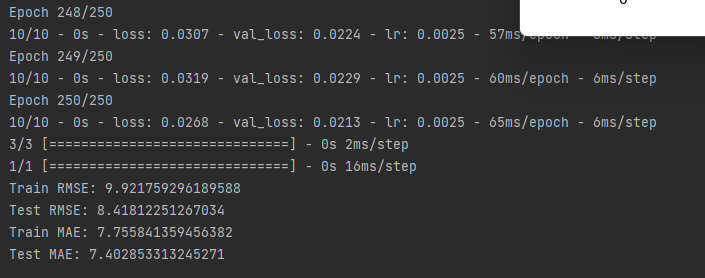 Epoch 248/250
10/10 - 0s - loss: 0.0307 - val_loss: 0.0224 - lr: 0.0025 - 57ms/epoch - 6ms/step
Epoch 249/250
10/10 - 0s - loss: 0.0319 - val_loss: 0.0229 - lr: 0.0025 - 60ms/epoch - 6ms/step
Epoch 250/250
10/10 - 0s - loss: 0.0268 - val_loss: 0.0213 - lr: 0.0025 - 65ms/epoch - 6ms/step
3/3 [==============================] - 0s 2ms/step
1/1 [==============================] - 0s 16ms/step
Train RMSE: 9.921759296189588
Test RMSE: 8.41812251267034
Train MAE: 7.755841359456382
Test MAE: 7.402853313245271